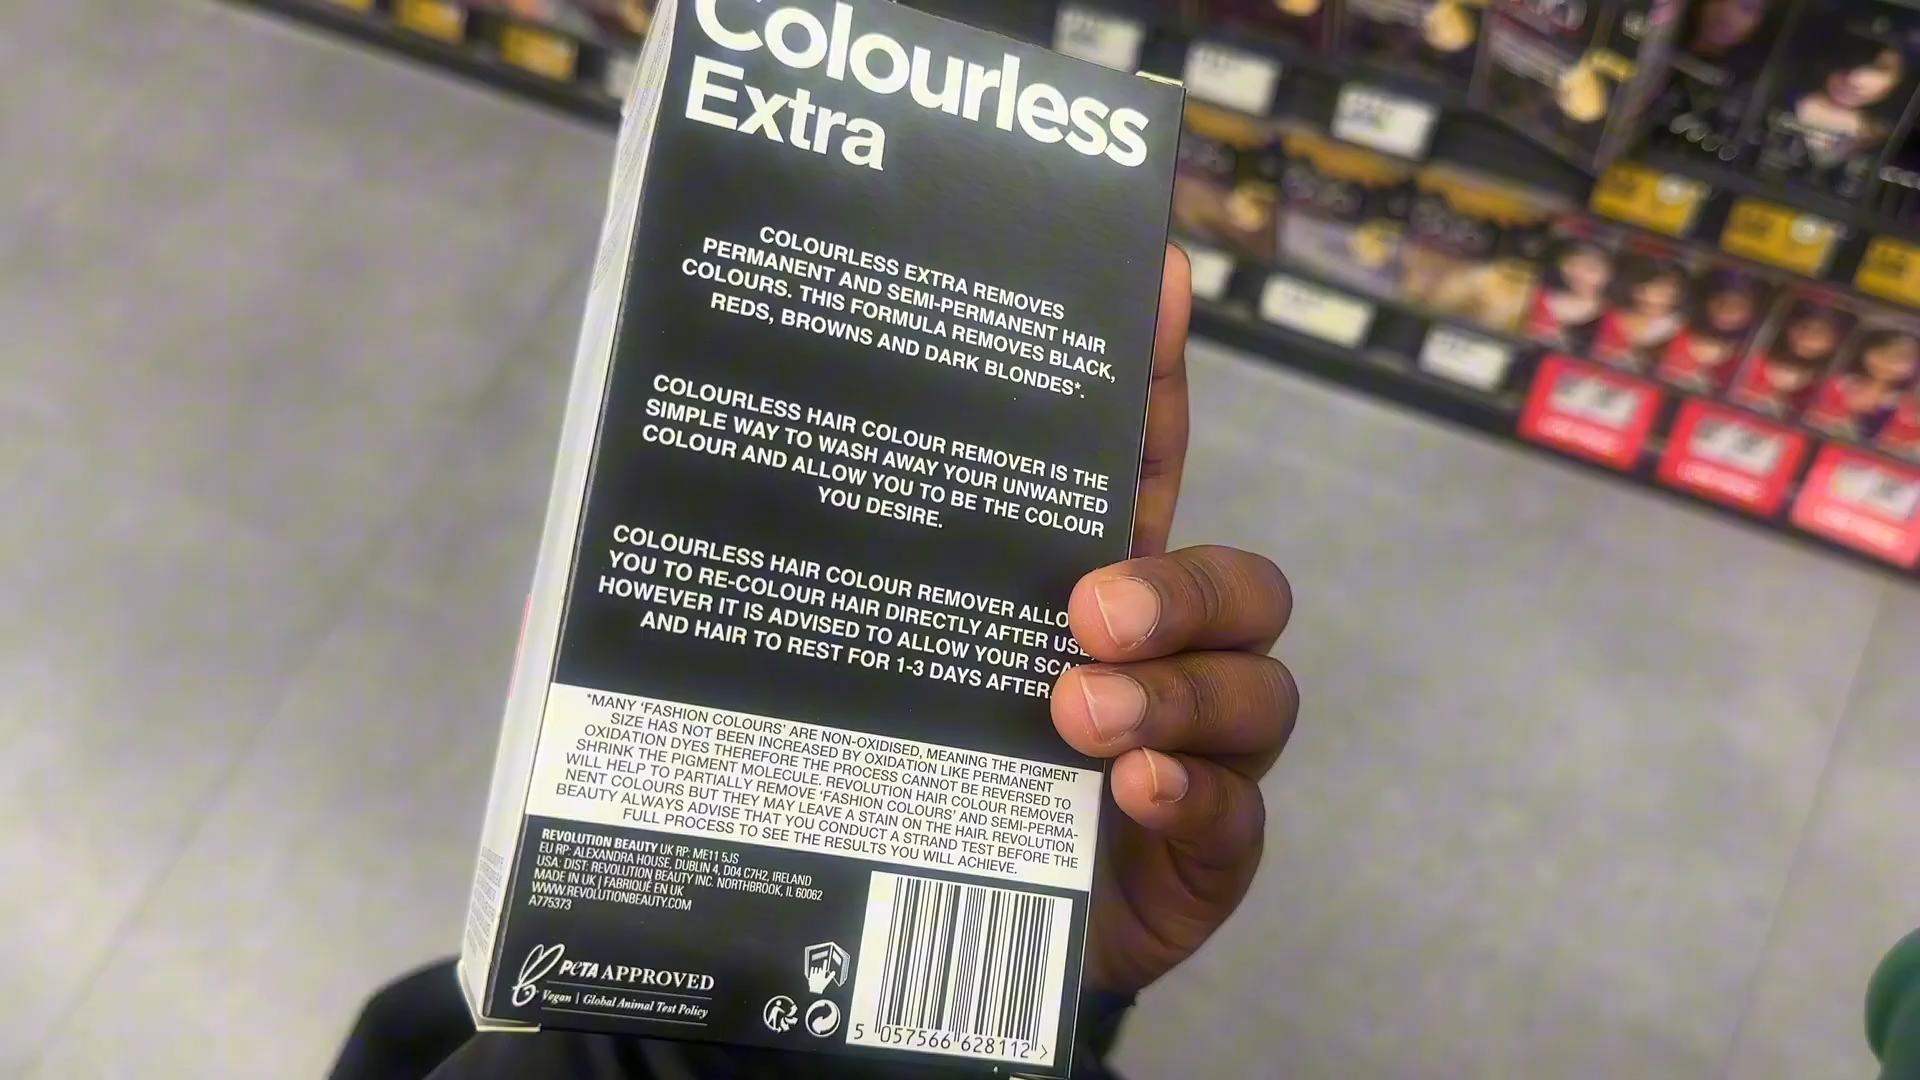 Colourless
Extra
COLOURLESS EXTRA REMOVES
PERMANENT AND SEMI-PERMANENT HAIR
COLOURS. THIS FORMULA REMOVES BLACK,
REDS, BROWNS AND DARK BLONDES*.
COLOURLESS HAIR COLOUR REMOVER IS THE
SIMPLE WAY TO WASH AWAY YOUR UNWANTED
COLOUR AND ALLOW YOU TO BE THE COLOUR
YOU DESIRE.
COLOURLESS HAIR COLOUR REMOVER ALLO
YOU TO RE-COLOUR HAIR DIRECTLY AFTER USE
HOWEVER IT IS ADVISED TO ALLOW YOUR SCA
AND HAIR TO REST FOR 1-3 DAYS AFTER.
*MANY 'FASHION COLOURS' ARE NON-OXIDISED, MEANING THE PIGMENT
SIZE HAS NOT BEEN INCREASED BY OXIDATION LIKE PERMANENT
OXIDATION DYES THEREFORE THE PROCESS CANNOT BE REVERSED TO
SHRINK THE PIGMENT MOLECULE. REVOLUTION HAIR COLOUR REMOVER
WILL HELP TO PARTIALLY REMOVE 'FASHION COLOURS' AND SEMI-PERMA-
NENT COLOURS BUT THEY MAY LEAVE A STAIN ON THE HAIR. REVOLUTION
BEAUTY ALWAYS ADVISE THAT YOU CONDUCT A STRAND TEST BEFORE THE
FULL PROCESS TO SEE THE RESULTS YOU WILL ACHIEVE.
REVOLUTION BEAUTY UK RP: ME11 5JS
EU RP: ALEXANDRA HOUSE, DUBLIN 4, D04 C7H2, IRELAND
USA: DIST: REVOLUTION BEAUTY INC. NORTHBROOK, IL 60062
MADE IN UK | FABRIQUÉ EN UK
WWW.REVOLUTIONBEAUTY.COM
A775373
PETA APPROVED
Vegan | Global Animal Test Policy
5 057566 628112 >